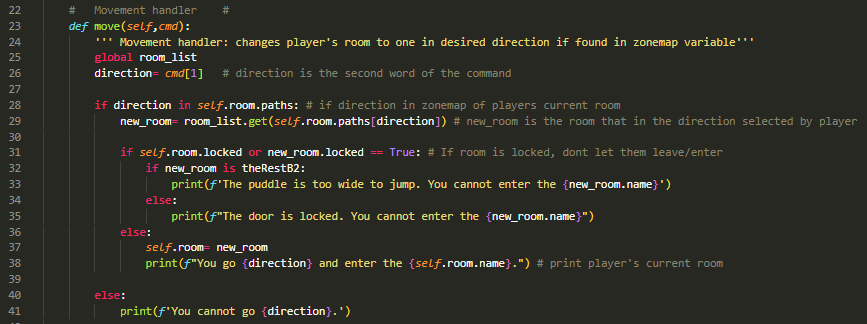 22 #   Movement handler    #
23 def move(self,cmd):
24     ''' Movement handler: changes player's room to one in desired direction if found in zonemap variable'''
25     global room_list
26     direction= cmd[1]   # direction is the second word of the command
27
28     if direction in self.room.paths: # if direction in zonemap of players current room
29         new_room= room_list.get(self.room.paths[direction]) # new_room is the room that in the direction selected by player
30
31         if self.room.locked or new_room.locked == True: # If room is locked, dont let them leave/enter
32             if new_room is theRestB2:
33                 print(f'The puddle is too wide to jump. You cannot enter the {new_room.name}')
34             else:
35                 print(f"The door is locked. You cannot enter the {new_room.name}")
36         else:
37             self.room= new_room
38             print(f"You go {direction} and enter the {self.room.name}.") # print player's current room
39
40     else:
41         print(f'You cannot go {direction}.')